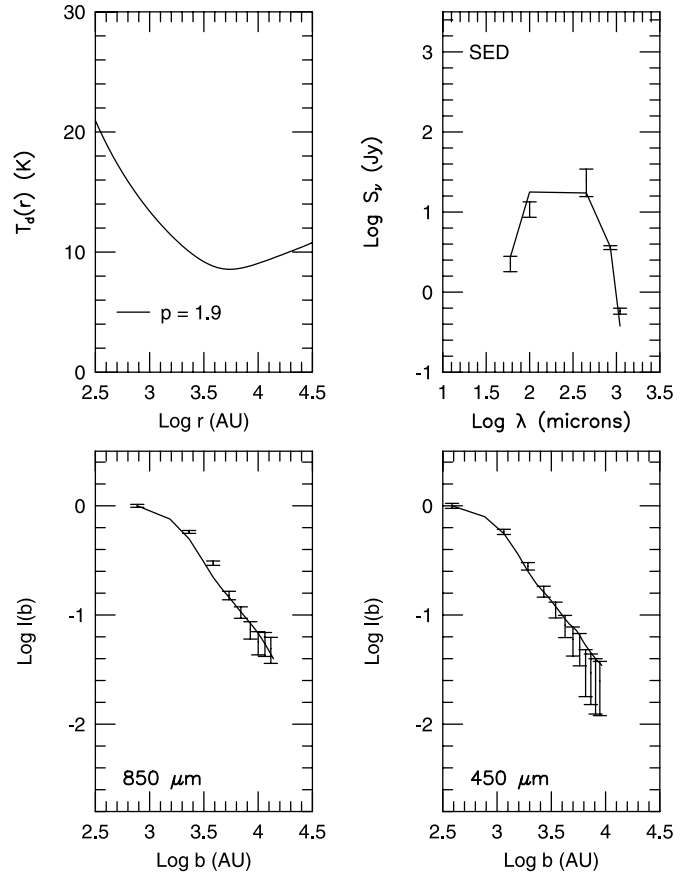 30
20
10
0
T_d(r) (K)
p = 1.9
2.5 3 3.5 4 4.5
Log r (AU)
3
2
1
0
-1
Log S_ν (Jy)
SED
1 1.5 2 2.5 3 3.5
Log λ (microns)
0
-1
-2
Log I(b)
850 μm
2.5 3 3.5 4 4.5
Log b (AU)
0
-1
-2
Log I(b)
450 μm
2.5 3 3.5 4 4.5
Log b (AU)